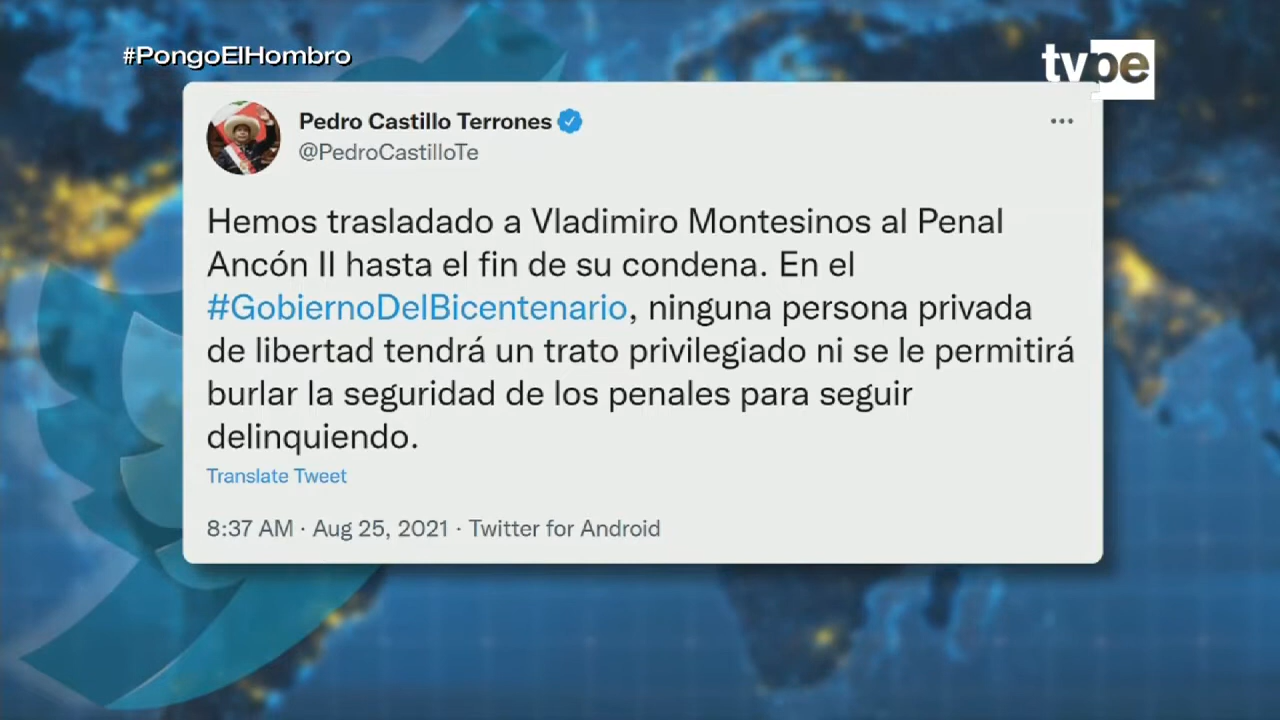 #PongoElHombro
tvpe
Pedro Castillo Terrones
@PedroCastilloTe
Hemos trasladado a Vladimiro Montesinos al Penal
Ancón II hasta el fin de su condena. En el
#GobiernoDelBicentenario, ninguna persona privada
de libertad tendrá un trato privilegiado ni se le permitirá
burlar la seguridad de los penales para seguir
delinquiendo.
Translate Tweet
8:37 AM · Aug 25, 2021 · Twitter for Android